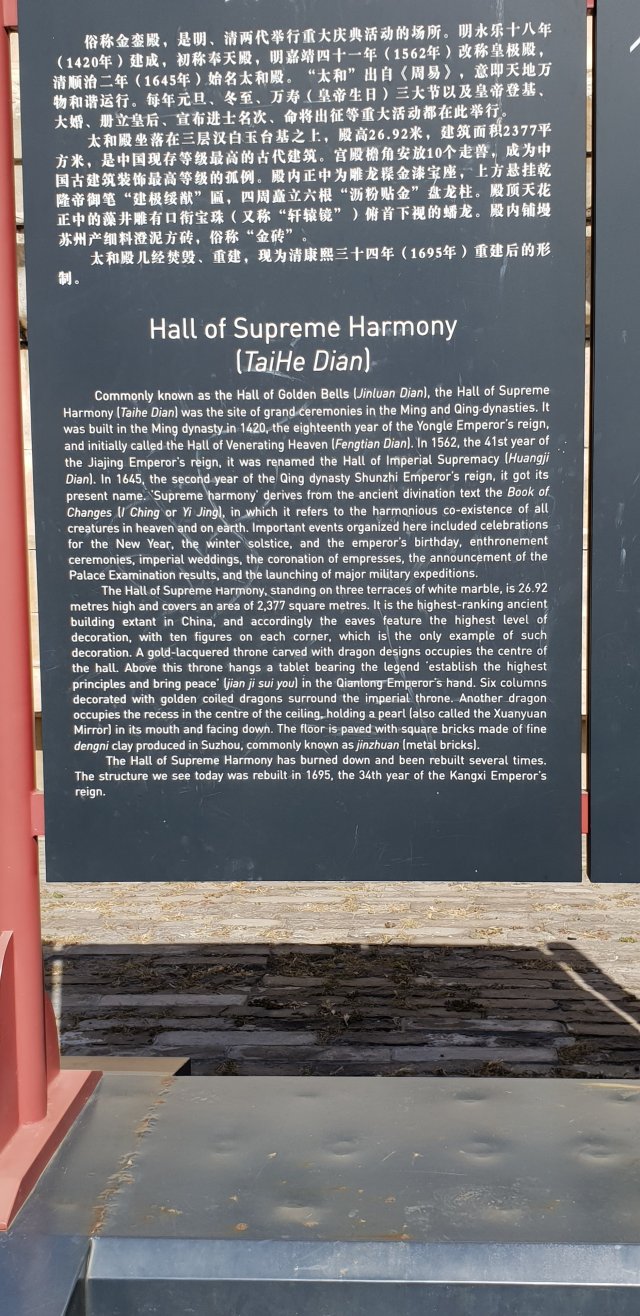 俗称金銮殿，是明、清两代举行重大庆典活动的场所。明永乐十八年
（1420年）建成，初称奉天殿，明嘉靖四十一年（1562年）改称皇极殿，
清顺治二年（1645年）始名太和殿。“太和”出自《周易》，意即天地万
物和谐运行。每年元旦、冬至、万寿（皇帝生日）三大节以及皇帝登基、
大婚、册立皇后、宣布进士名次、命将出征等重大活动都在此举行。
太和殿坐落在三层汉白玉台基之上，殿高26.92米，建筑面积2377平
方米，是中国现存等级最高的古代建筑。宫殿檐角安放10个走兽，成为中
国古建筑装饰最高等级的孤例。殿内正中为雕龙髹金漆宝座，上方悬挂乾
隆帝御笔“建极绥猷”匾，四周矗立六根“沥粉贴金”盘龙柱。殿顶天花
正中的藻井雕有口衔宝珠（又称“轩辕镜”）俯首下视的蟠龙。殿内铺墁
苏州产细料澄泥方砖，俗称“金砖”。
太和殿几经焚毁、重建，现为清康熙三十四年（1695年）重建后的形
制。
Hall of Supreme Harmony
(TaiHe Dian)
Commonly known as the Hall of Golden Bells (Jinluan Dian), the Hall of Supreme
Harmony (Taihe Dian) was the site of grand ceremonies in the Ming and Qing dynasties. It
was built in the Ming dynasty in 1420, the eighteenth year of the Yongle Emperor's reign,
and initially called the Hall of Venerating Heaven (Fengtian Dian). In 1562, the 41st year of
the Jiajing Emperor's reign, it was renamed the Hall of Imperial Supremacy (Huangji
Dian). In 1645, the second year of the Qing dynasty Shunzhi Emperor's reign, it got its
present name. 'Supreme harmony' derives from the ancient divination text the Book of
Changes (I Ching or Yi Jing), in which it refers to the harmonious co-existence of all
creatures in heaven and on earth. Important events organized here included celebrations
for the New Year, the winter solstice, and the emperor's birthday, enthronement
ceremonies, imperial weddings, the coronation of empresses, the announcement of the
Palace Examination results, and the launching of major military expeditions.
The Hall of Supreme Harmony, standing on three terraces of white marble, is 26.92
metres high and covers an area of 2,377 square metres. It is the highest-ranking ancient
building extant in China, and accordingly the eaves feature the highest level of
decoration, with ten figures on each corner, which is the only example of such
decoration. A gold-lacquered throne carved with dragon designs occupies the centre of
the hall. Above this throne hangs a tablet bearing the legend 'establish the highest
principles and bring peace' (jian ji sui you) in the Qianlong Emperor's hand. Six columns
decorated with golden coiled dragons surround the imperial throne. Another dragon
occupies the recess in the centre of the ceiling, holding a pearl (also called the Xuanyuan
Mirror) in its mouth and facing down. The floor is paved with square bricks made of fine
dengni clay produced in Suzhou, commonly known as jinzhuan (metal bricks).
The Hall of Supreme Harmony has burned down and been rebuilt several times.
The structure we see today was rebuilt in 1695, the 34th year of the Kangxi Emperor's
reign.